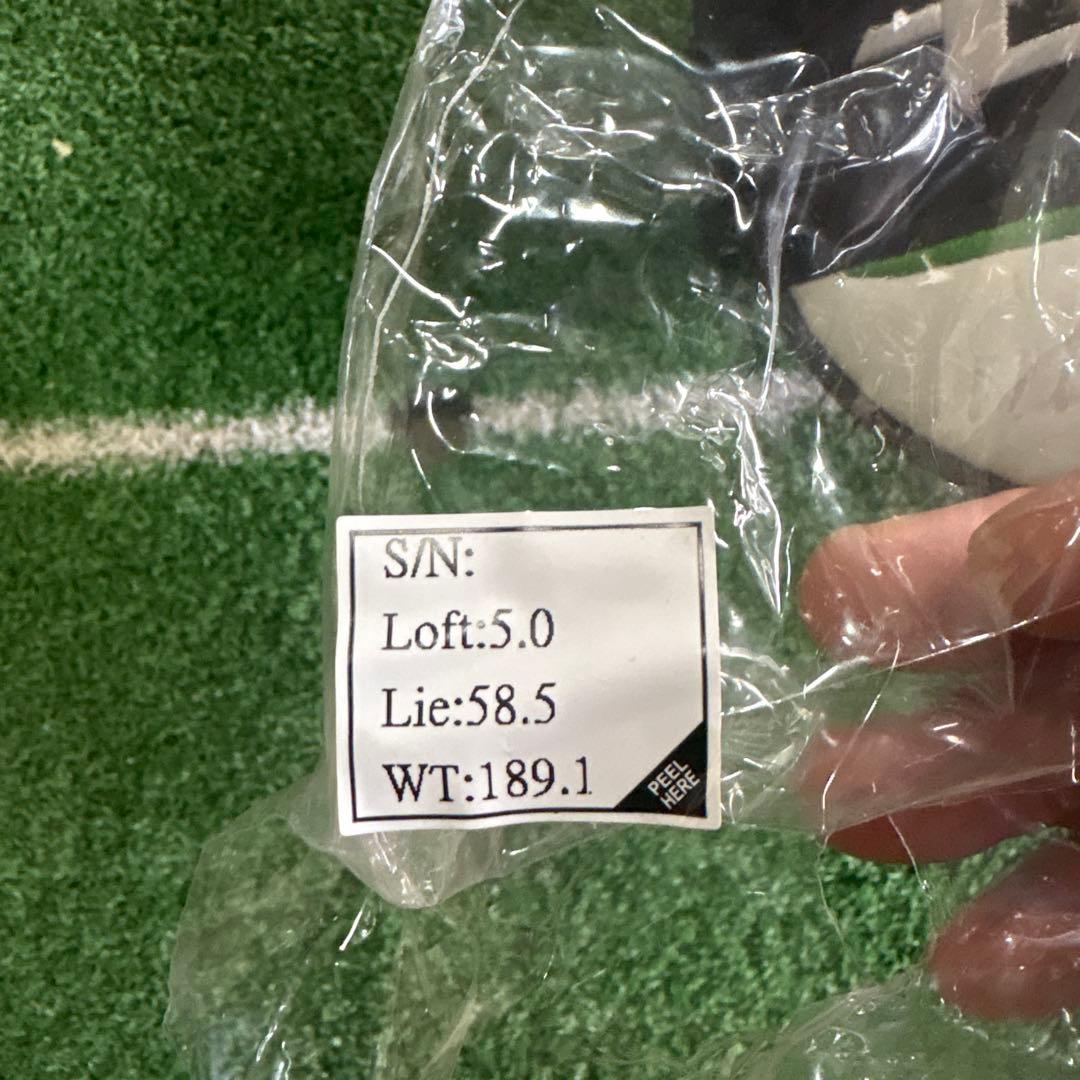 S/N:
Loft:5.0
Lie:58.5
WT:189.1
PEEL
HERE